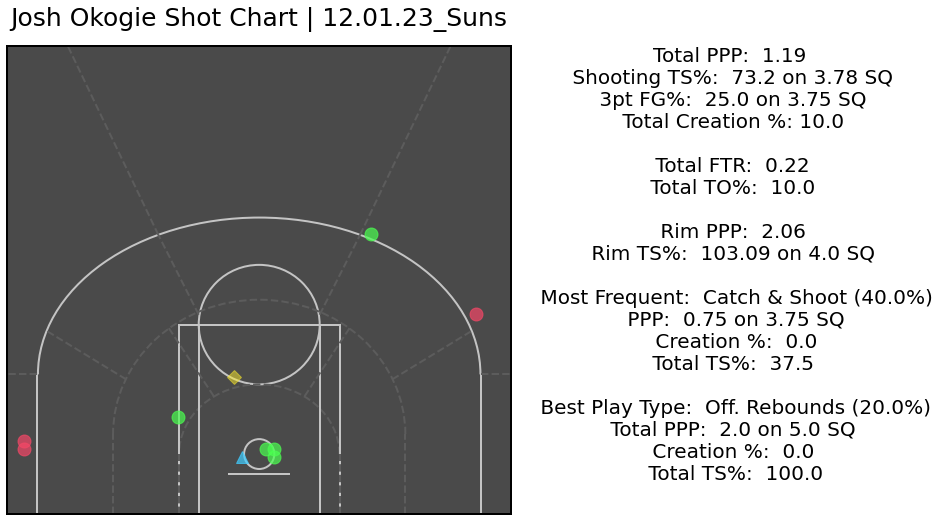 Josh Okogie Shot Chart | 12.01.23_Suns
Total PPP: 1.19
Shooting TS%: 73.2 on 3.78 SQ
3pt FG%: 25.0 on 3.75 SQ
Total Creation %: 10.0
Total FTR: 0.22
Total TO%: 10.0
Rim PPP: 2.06
Rim TS%: 103.09 on 4.0 SQ
Most Frequent: Catch & Shoot (40.0%)
PPP: 0.75 on 3.75 SQ
Creation %: 0.0
Total TS%: 37.5
Best Play Type: Off. Rebounds (20.0%)
Total PPP: 2.0 on 5.0 SQ
Creation %: 0.0
Total TS%: 100.0